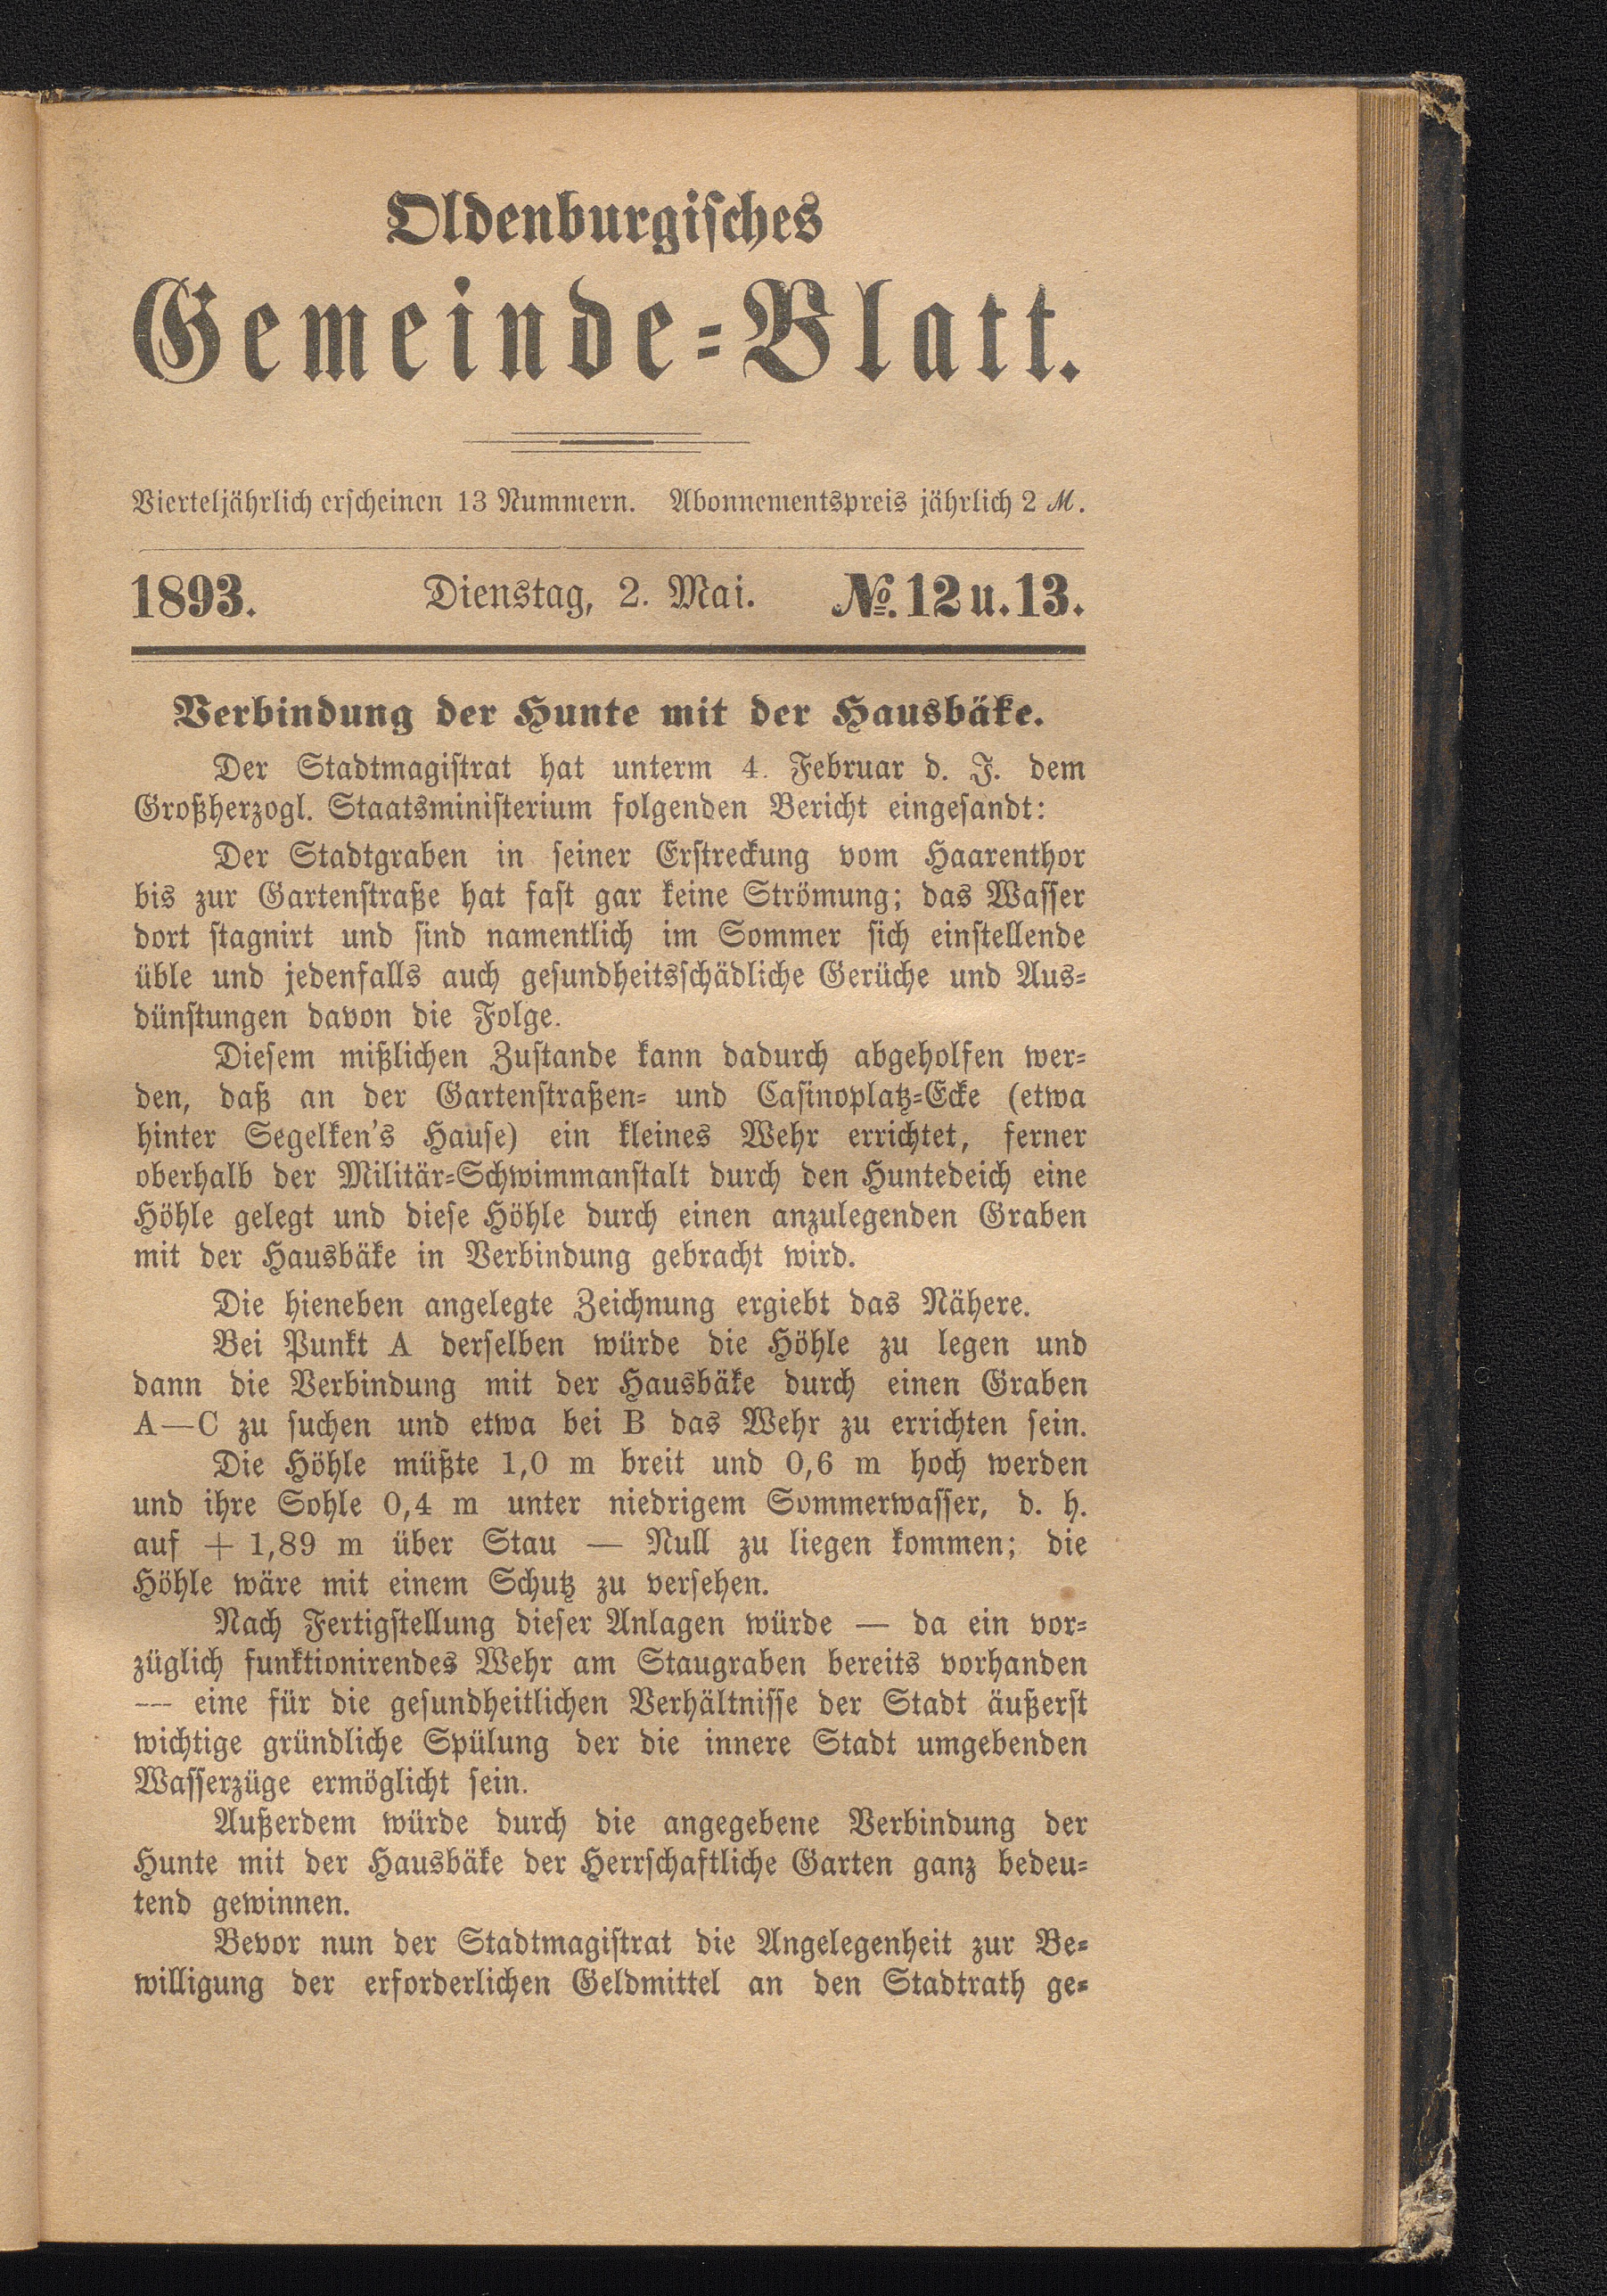 Oldenburgisches
Gemeinde-Blatt.
Vierteljährlich erscheinen 13 Nummern. Abonnementspreis jährlich 2 ℳ.
1893. Dienstag, 2. Mai. №. 12 u. 13.
Verbindung der Hunte mit der Hausbäke.
Der Stadtmagistrat hat unterm 4. Februar d. J. dem
Großherzogl. Staatsministerium folgenden Bericht eingesandt:
Der Stadtgraben in seiner Erstreckung vom Haarenthor
bis zur Gartenstraße hat fast gar keine Strömung; das Wasser
dort stagnirt und sind namentlich im Sommer sich einstellende
üble und jedenfalls auch gesundheitsschädliche Gerüche und Aus-
dünstungen davon die Folge.
Diesem mißlichen Zustande kann dadurch abgeholfen wer-
den, daß an der Gartenstraßen- und Casinoplatz-Ecke (etwa
hinter Segelken's Hause) ein kleines Wehr errichtet, ferner
oberhalb der Militär-Schwimmanstalt durch den Huntedeich eine
Höhle gelegt und diese Höhle durch einen anzulegenden Graben
mit der Hausbäke in Verbindung gebracht wird.
Die hieneben angelegte Zeichnung ergiebt das Nähere.
Bei Punkt A derselben würde die Höhle zu legen und
dann die Verbindung mit der Hausbäke durch einen Graben
A—C zu suchen und etwa bei B das Wehr zu errichten sein.
Die Höhle müßte 1,0 m breit und 0,6 m hoch werden
und ihre Sohle 0,4 m unter niedrigem Sommerwasser, d. h.
auf + 1,89 m über Stau — Null zu liegen kommen; die
Höhle wäre mit einem Schutz zu versehen.
Nach Fertigstellung dieser Anlagen würde — da ein vor-
züglich funktionirendes Wehr am Staugraben bereits vorhanden
— eine für die gesundheitlichen Verhältnisse der Stadt äußerst
wichtige gründliche Spülung der die innere Stadt umgebenden
Wasserzüge ermöglicht sein.
Außerdem würde durch die angegebene Verbindung der
Hunte mit der Hausbäke der Herrschaftliche Garten ganz bedeu-
tend gewinnen.
Bevor nun der Stadtmagistrat die Angelegenheit zur Be-
willigung der erforderlichen Geldmittel an den Stadtrath ge-